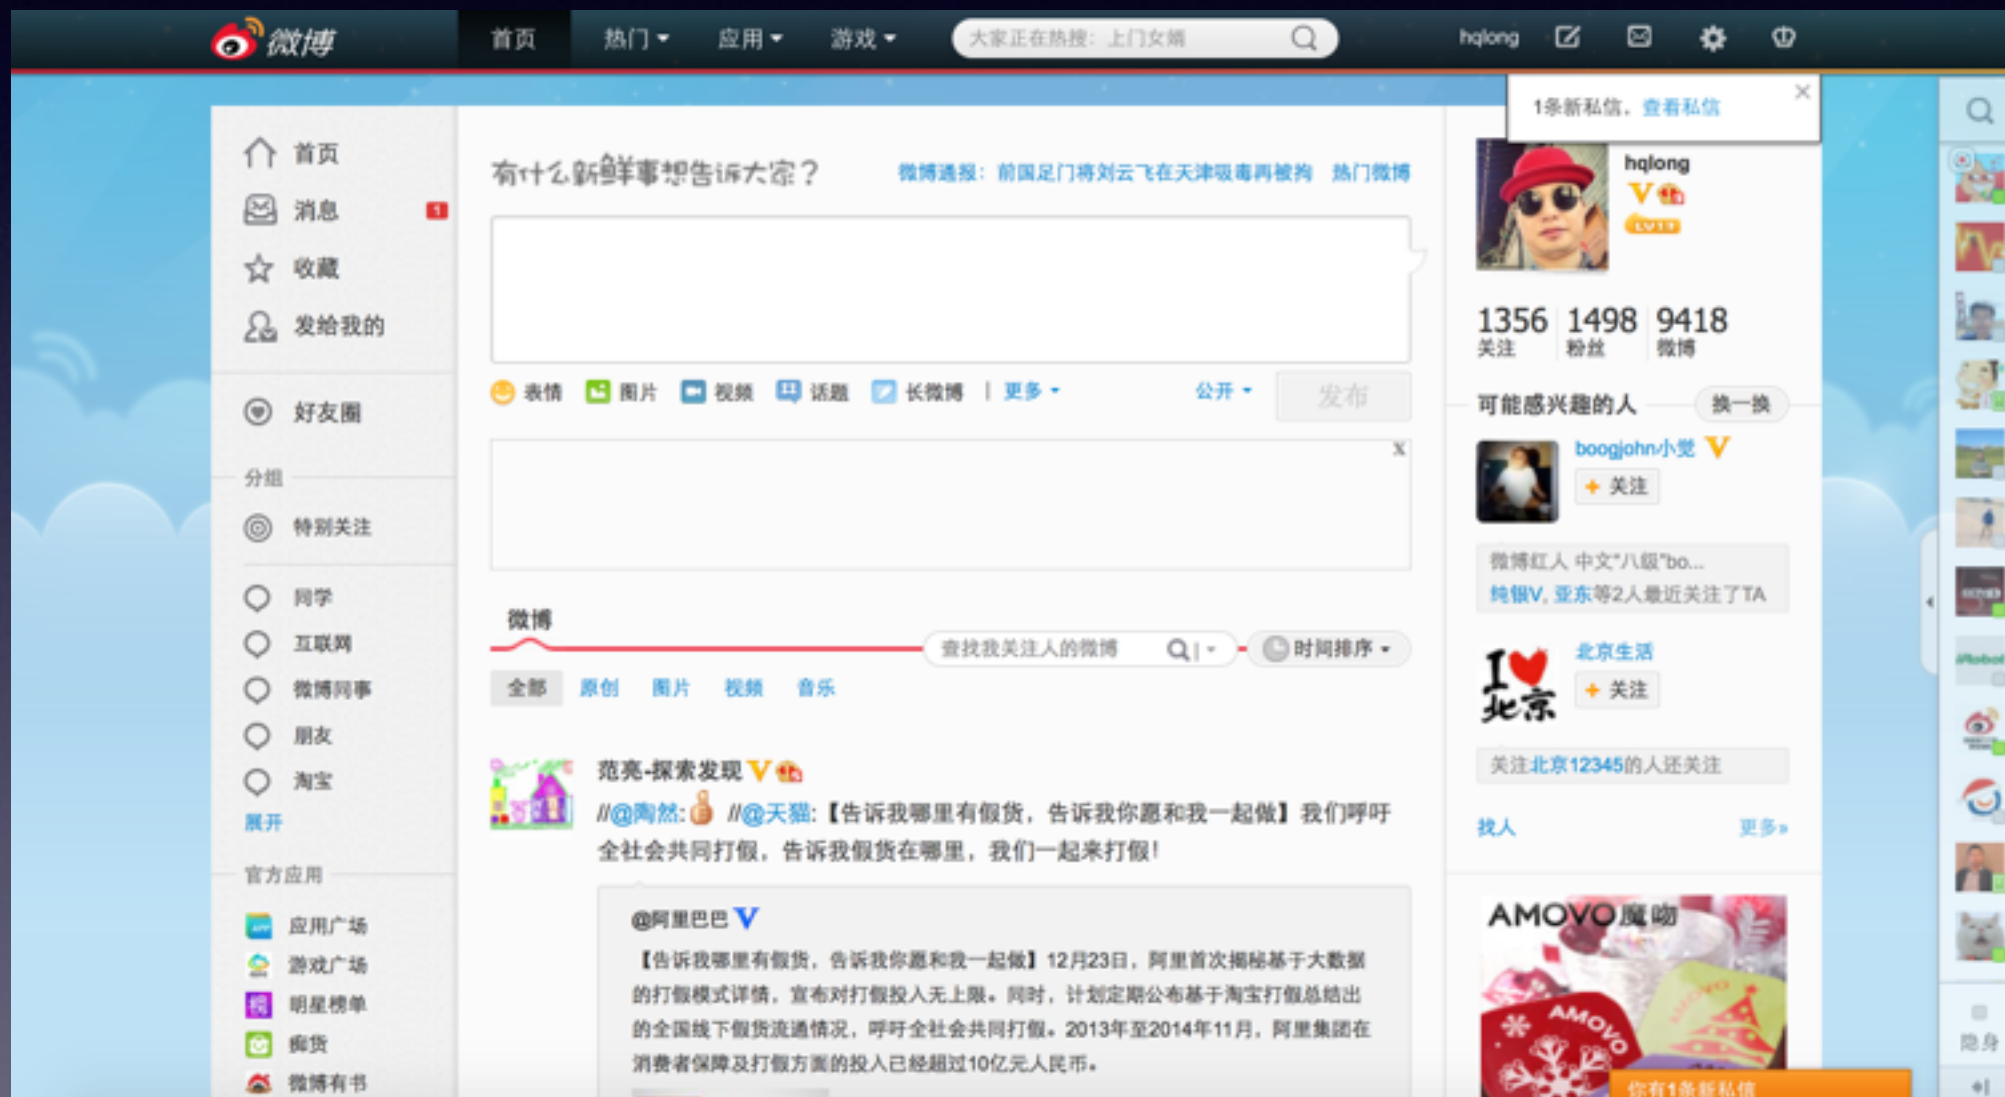 微博
首页
热门
应用
游戏
大家正在热搜：上门女婿
hqlong
1条新私信，查看私信
首页
消息 1
收藏
发给我的
好友圈
分组
特别关注
同学
互联网
微博同事
朋友
淘宝
展开
官方应用
应用广场
游戏广场
明星榜单
痴货
微博有书
有什么新鲜事想告诉大家？
微博通报：前国足门将刘云飞在天津吸毒再被拘 热门微博
表情 图片 视频 话题 长微博 | 更多
公开 发布
X
微博
查找我关注人的微博
时间排序
全部 原创 图片 视频 音乐
范亮-探索发现
//@陶然: //@天猫:【告诉我哪里有假货，告诉我你愿和我一起做】我们呼吁
全社会共同打假，告诉我假货在哪里，我们一起来打假！
@阿里巴巴
【告诉我哪里有假货，告诉我你愿和我一起做】12月23日，阿里首次揭秘基于大数据
的打假模式详情，宣布对打假投入无上限。同时，计划定期公布基于淘宝打假总结出
的全国线下假货流通情况，呼吁全社会共同打假。2013年至2014年11月，阿里集团在
消费者保障及打假方面的投入已经超过10亿元人民币。
hqlong
1356 1498 9418
关注 粉丝 微博
可能感兴趣的人 换一换
boogjohn小觉
+ 关注
微博红人 中文"八级"bo...
纯银V, 亚东等2人最近关注了TA
I 北京
北京生活
+ 关注
关注北京12345的人还关注
找人 更多»
AMOVO魔吻
AMOVO
AMOVO
你有1条新私信
隐身